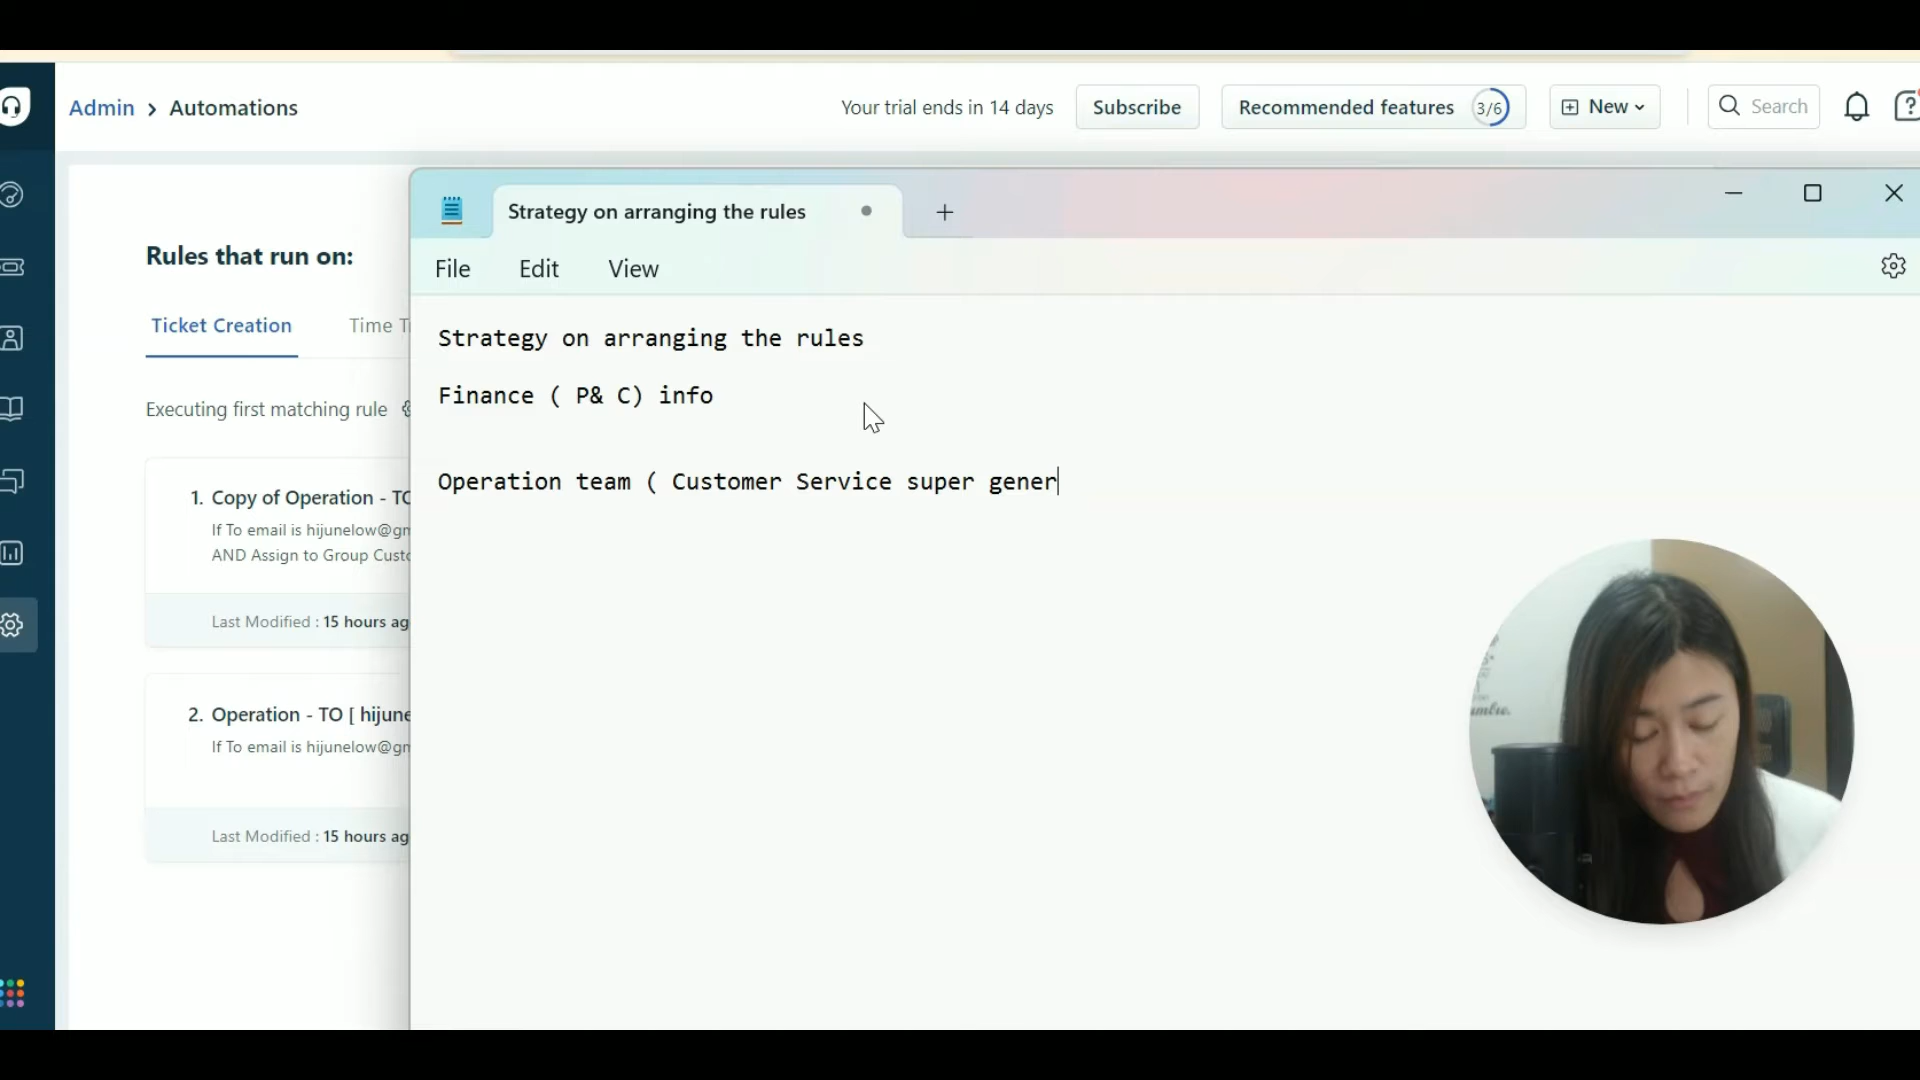 Admin > Automations
Your trial ends in 14 days
Subscribe
Recommended features 3/6
New
Search
Strategy on arranging the rules
File Edit View
Rules that run on:
Ticket Creation
Time T
Executing first matching rule
1. Copy of Operation - TO
If To email is hijunelow@gm
AND Assign to Group Custo
Last Modified : 15 hours ag
2. Operation - TO [ hijune
If To email is hijunelow@gm
Last Modified : 15 hours ag
Strategy on arranging the rules
Finance ( P& C) info
Operation team ( Customer Service super gener